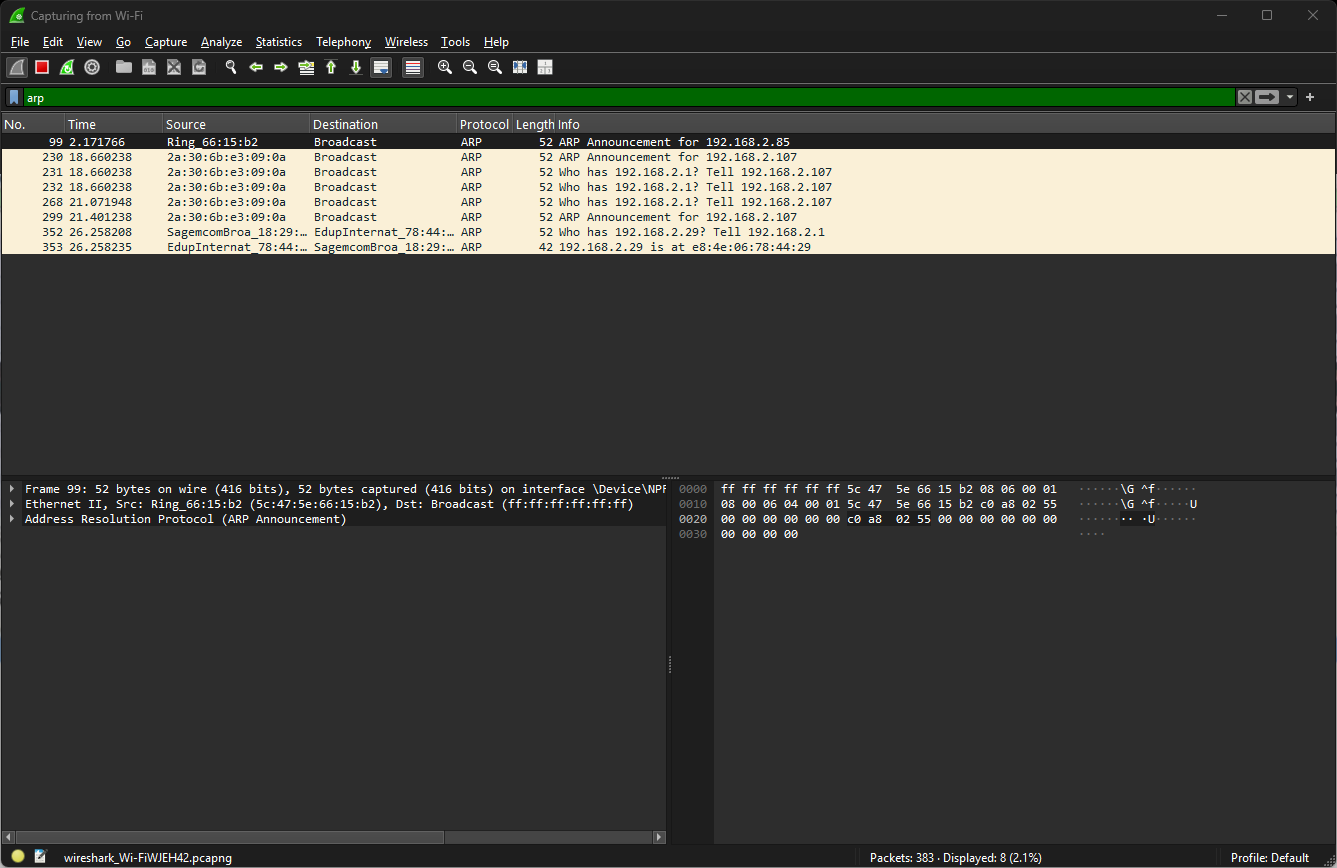 Capturing from Wi-Fi
File Edit View Go Capture Analyze Statistics Telephony Wireless Tools Help
arp
No. Time Source Destination Protocol Length Info
99 2.171766 Ring_66:15:b2 Broadcast ARP 52 ARP Announcement for 192.168.2.85
230 18.660238 2a:30:6b:e3:09:0a Broadcast ARP 52 ARP Announcement for 192.168.2.107
231 18.660238 2a:30:6b:e3:09:0a Broadcast ARP 52 Who has 192.168.2.1? Tell 192.168.2.107
232 18.660238 2a:30:6b:e3:09:0a Broadcast ARP 52 Who has 192.168.2.1? Tell 192.168.2.107
268 21.071948 2a:30:6b:e3:09:0a Broadcast ARP 52 Who has 192.168.2.1? Tell 192.168.2.107
299 21.401238 2a:30:6b:e3:09:0a Broadcast ARP 52 ARP Announcement for 192.168.2.107
352 26.258208 SagemcomBroa_18:29:… EdupInternat_78:44:… ARP 52 Who has 192.168.2.29? Tell 192.168.2.1
353 26.258235 EdupInternat_78:44:… SagemcomBroa_18:29:… ARP 42 192.168.2.29 is at e8:4e:06:78:44:29
Frame 99: 52 bytes on wire (416 bits), 52 bytes captured (416 bits) on interface \Device\NPF
Ethernet II, Src: Ring_66:15:b2 (5c:47:5e:66:15:b2), Dst: Broadcast (ff:ff:ff:ff:ff:ff)
Address Resolution Protocol (ARP Announcement)
0000 ff ff ff ff ff ff 5c 47 5e 66 15 b2 08 06 00 01 ······\G ^f······
0010 08 00 06 04 00 01 5c 47 5e 66 15 b2 c0 a8 02 55 ······\G ^f·····U
0020 00 00 00 00 00 00 c0 a8 02 55 00 00 00 00 00 00 ········ ·U······
0030 00 00 00 00 ····
wireshark_Wi-FiWJEH42.pcapng
Packets: 383 · Displayed: 8 (2.1%)
Profile: Default